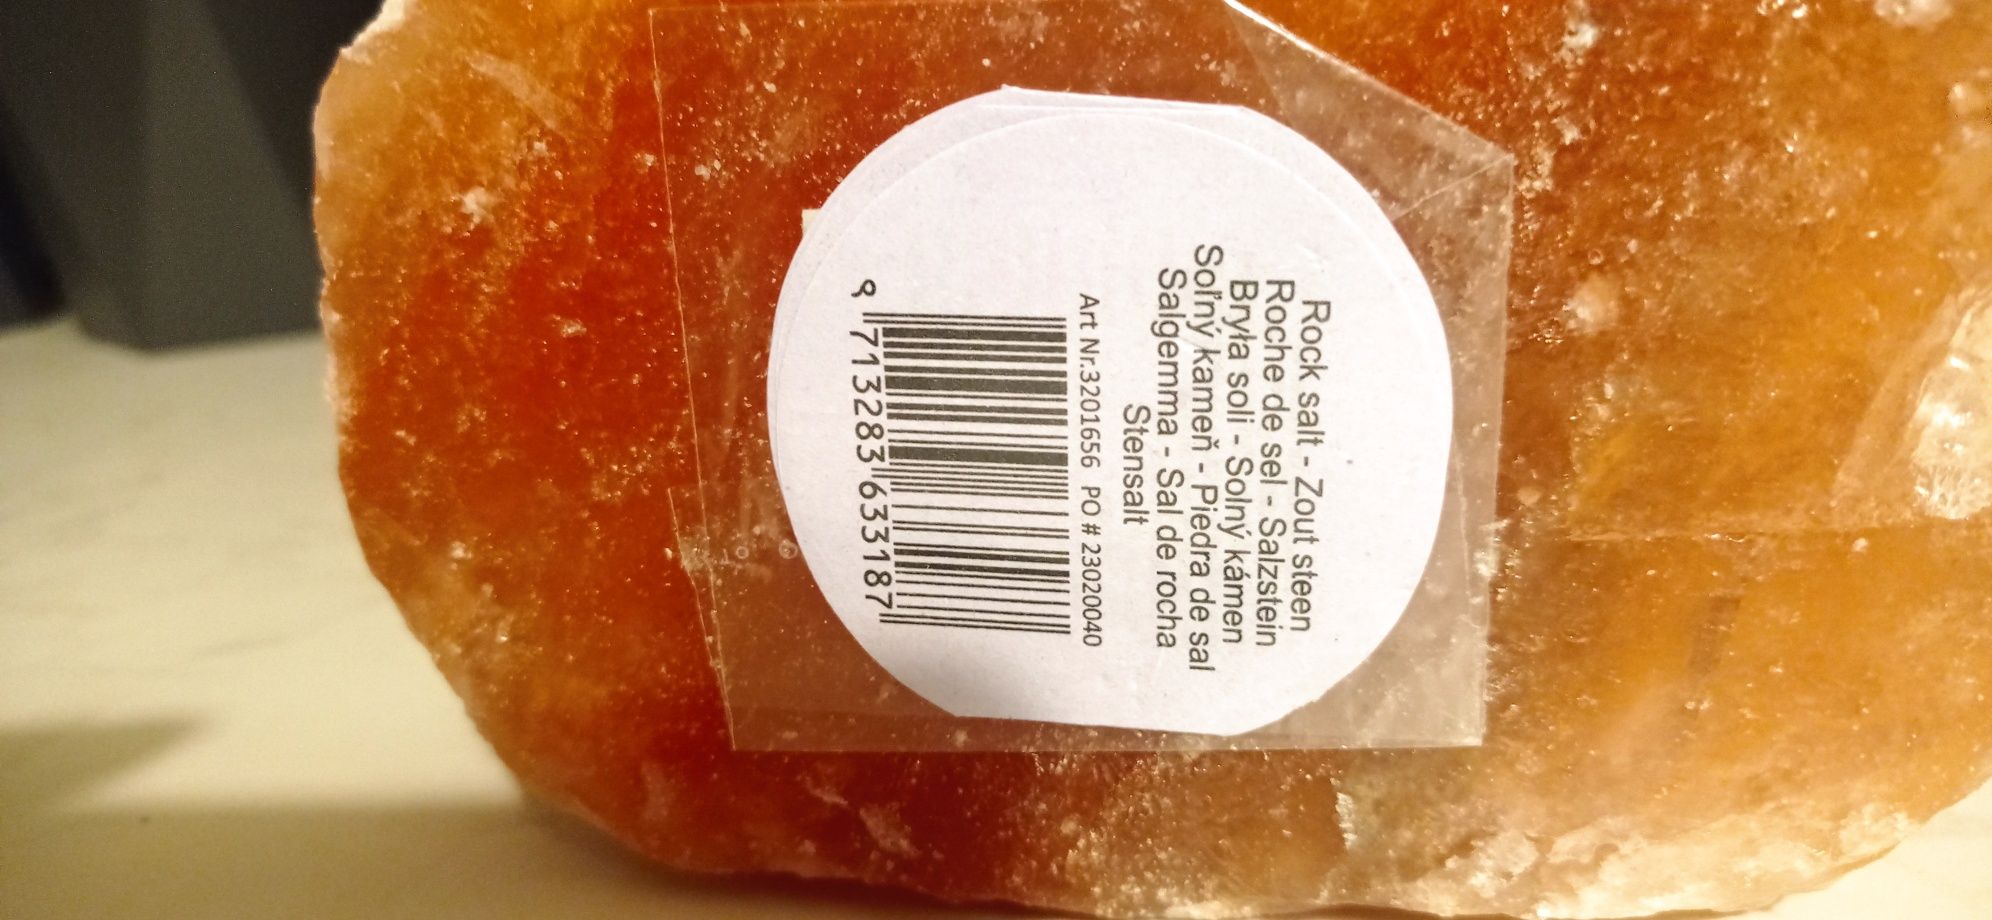 Rock salt - Zout steen
Roche de sel - Salzstein
Bryła soli - Solný kámen
Soľný kameň - Piedra de sal
Salgemma - Sal de rocha
Stensalt
Art Nr.3201656 PO # 23020040
9 713283 633187